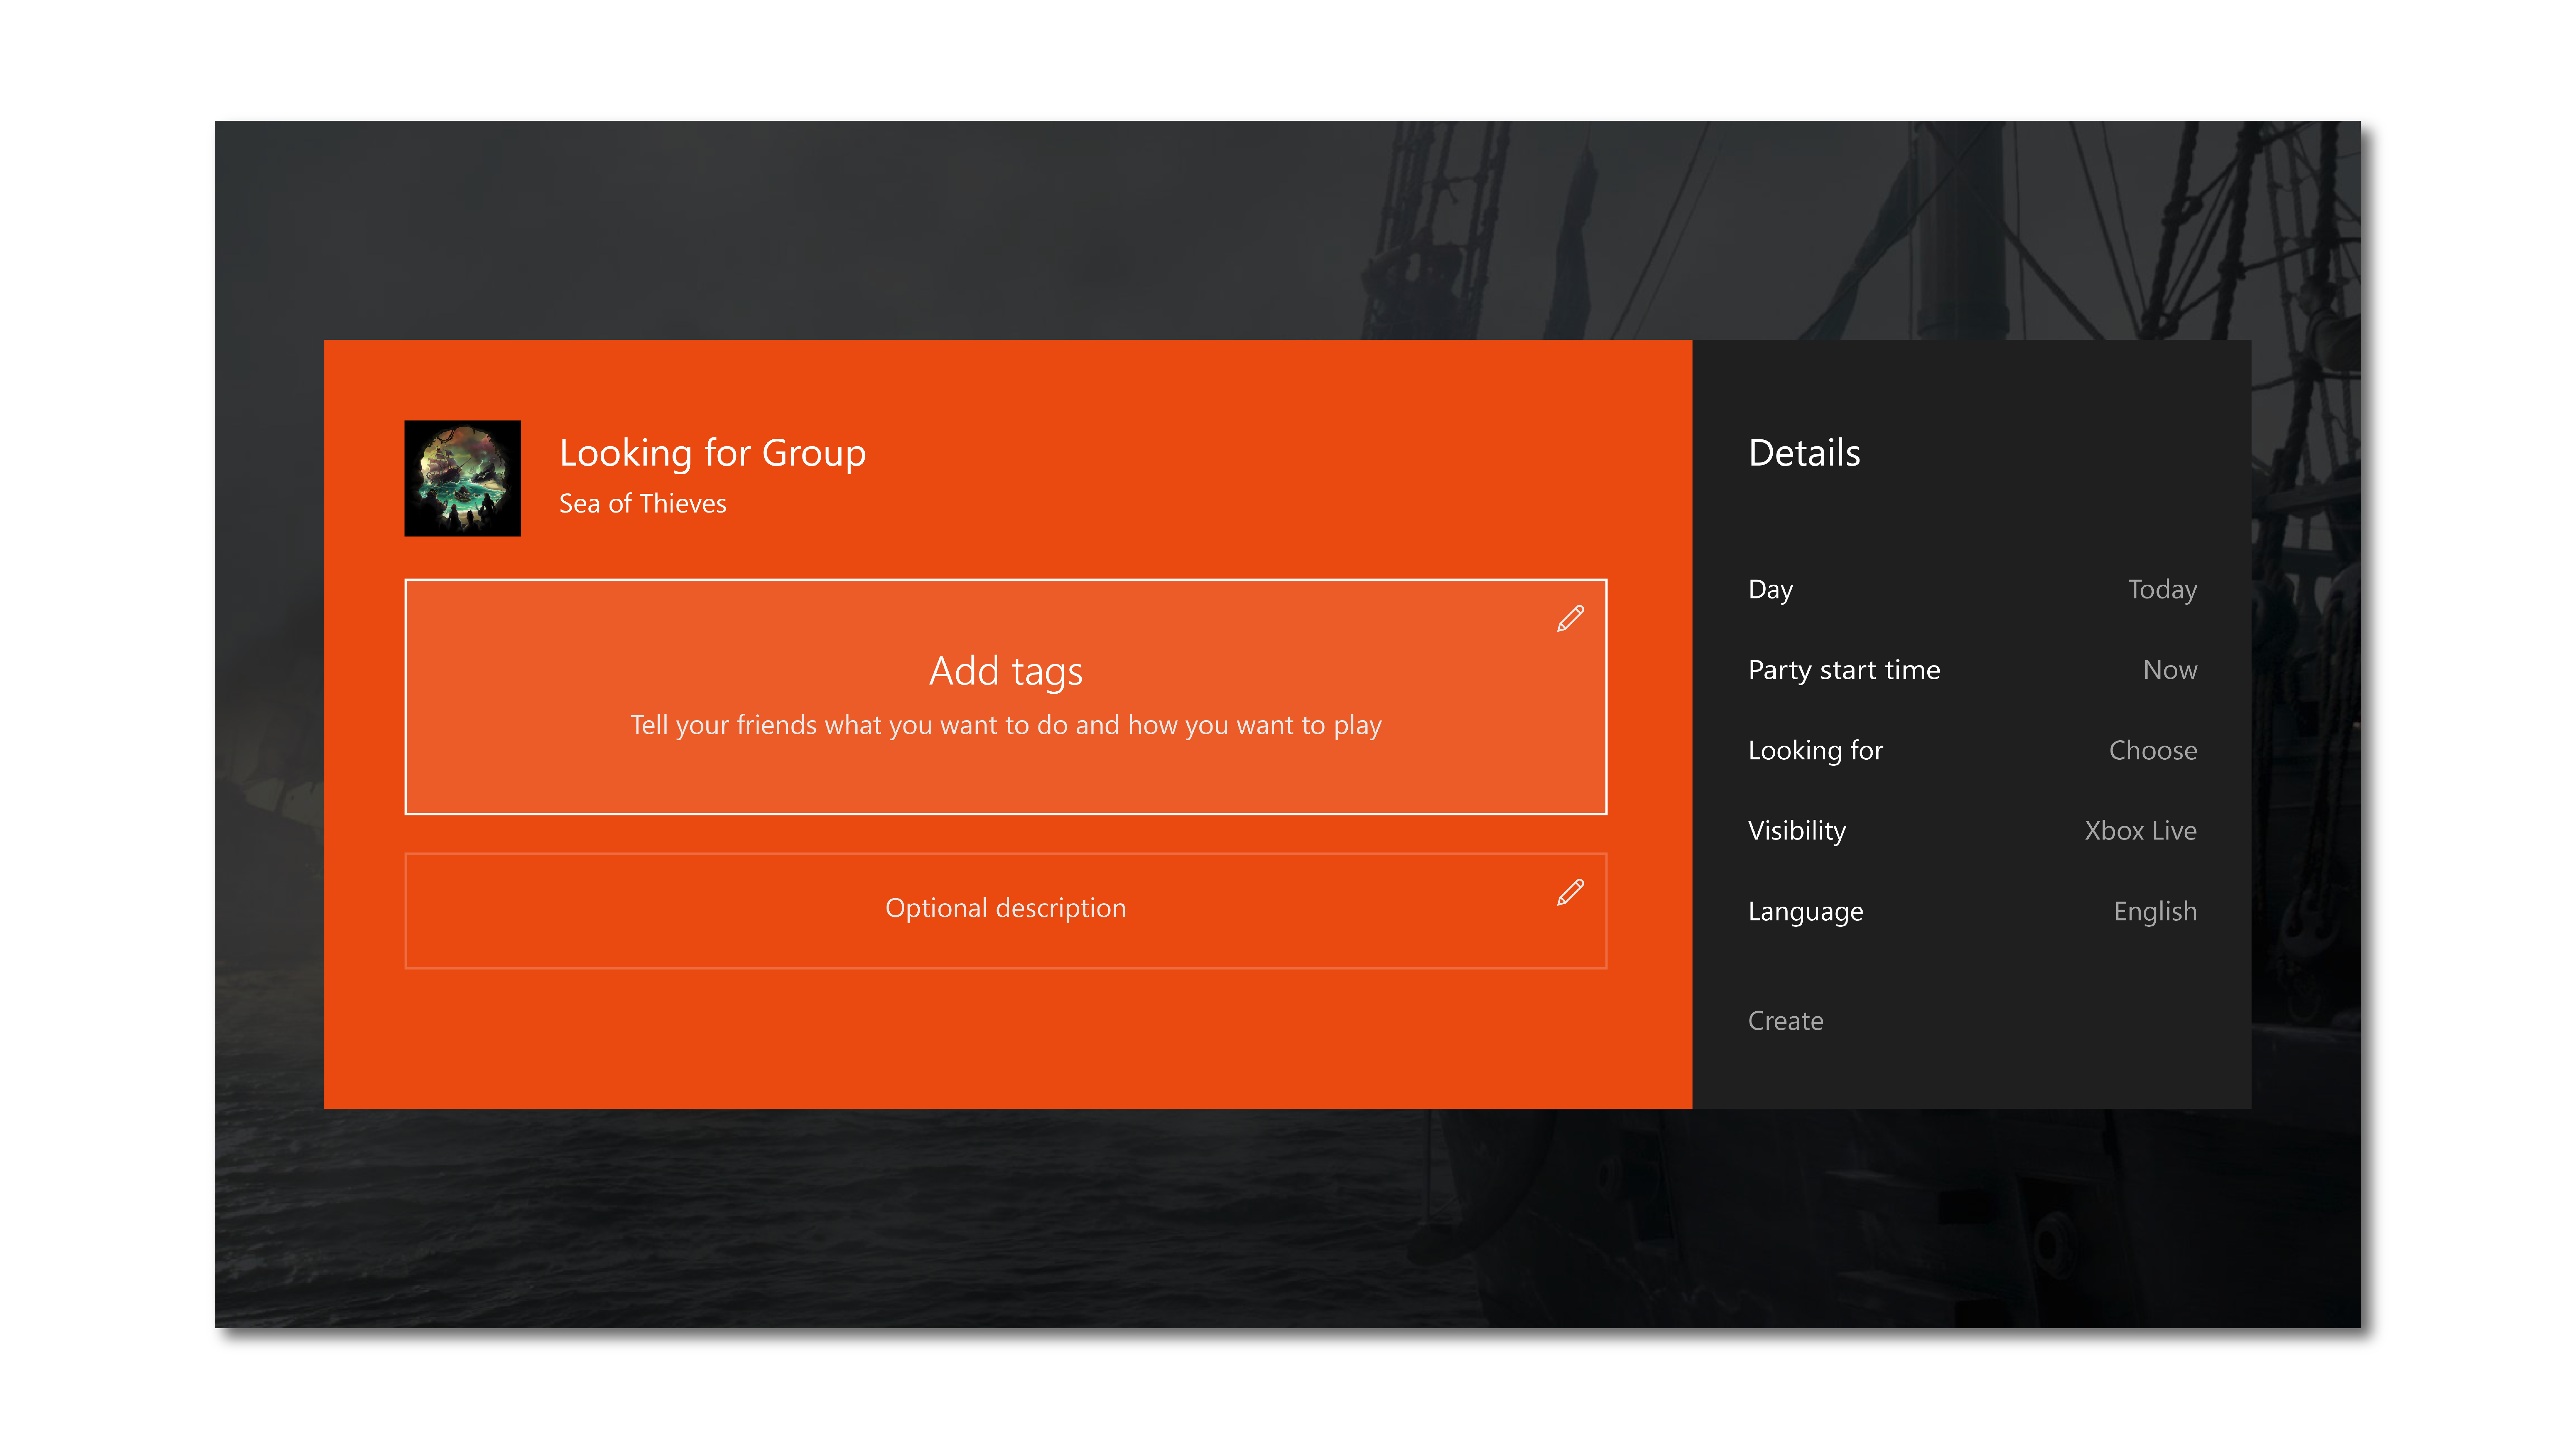 Looking for Group
Sea of Thieves
Add tags
Tell your friends what you want to do and how you want to play
Optional description
Details
Day Today
Party start time Now
Looking for Choose
Visibility Xbox Live
Language English
Create